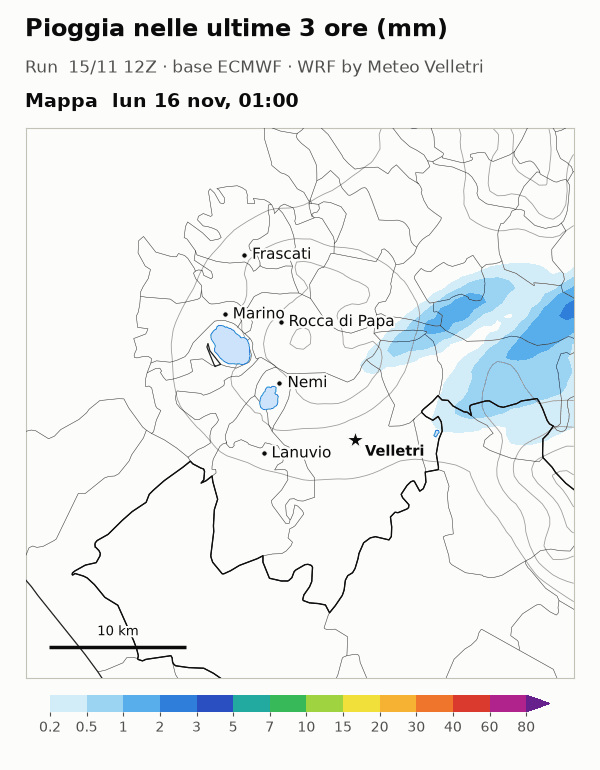 Pioggia nelle ultime 3 ore (mm)
Run  15/11 12Z · base ECMWF · WRF by Meteo Velletri
Mappa  lun 16 nov, 01:00
Frascati
Marino
Rocca di Papa
Nemi
Velletri
Lanuvio
10 km
0.2 0.5 1 2 3 5 7 10 15 20 30 40 60 80